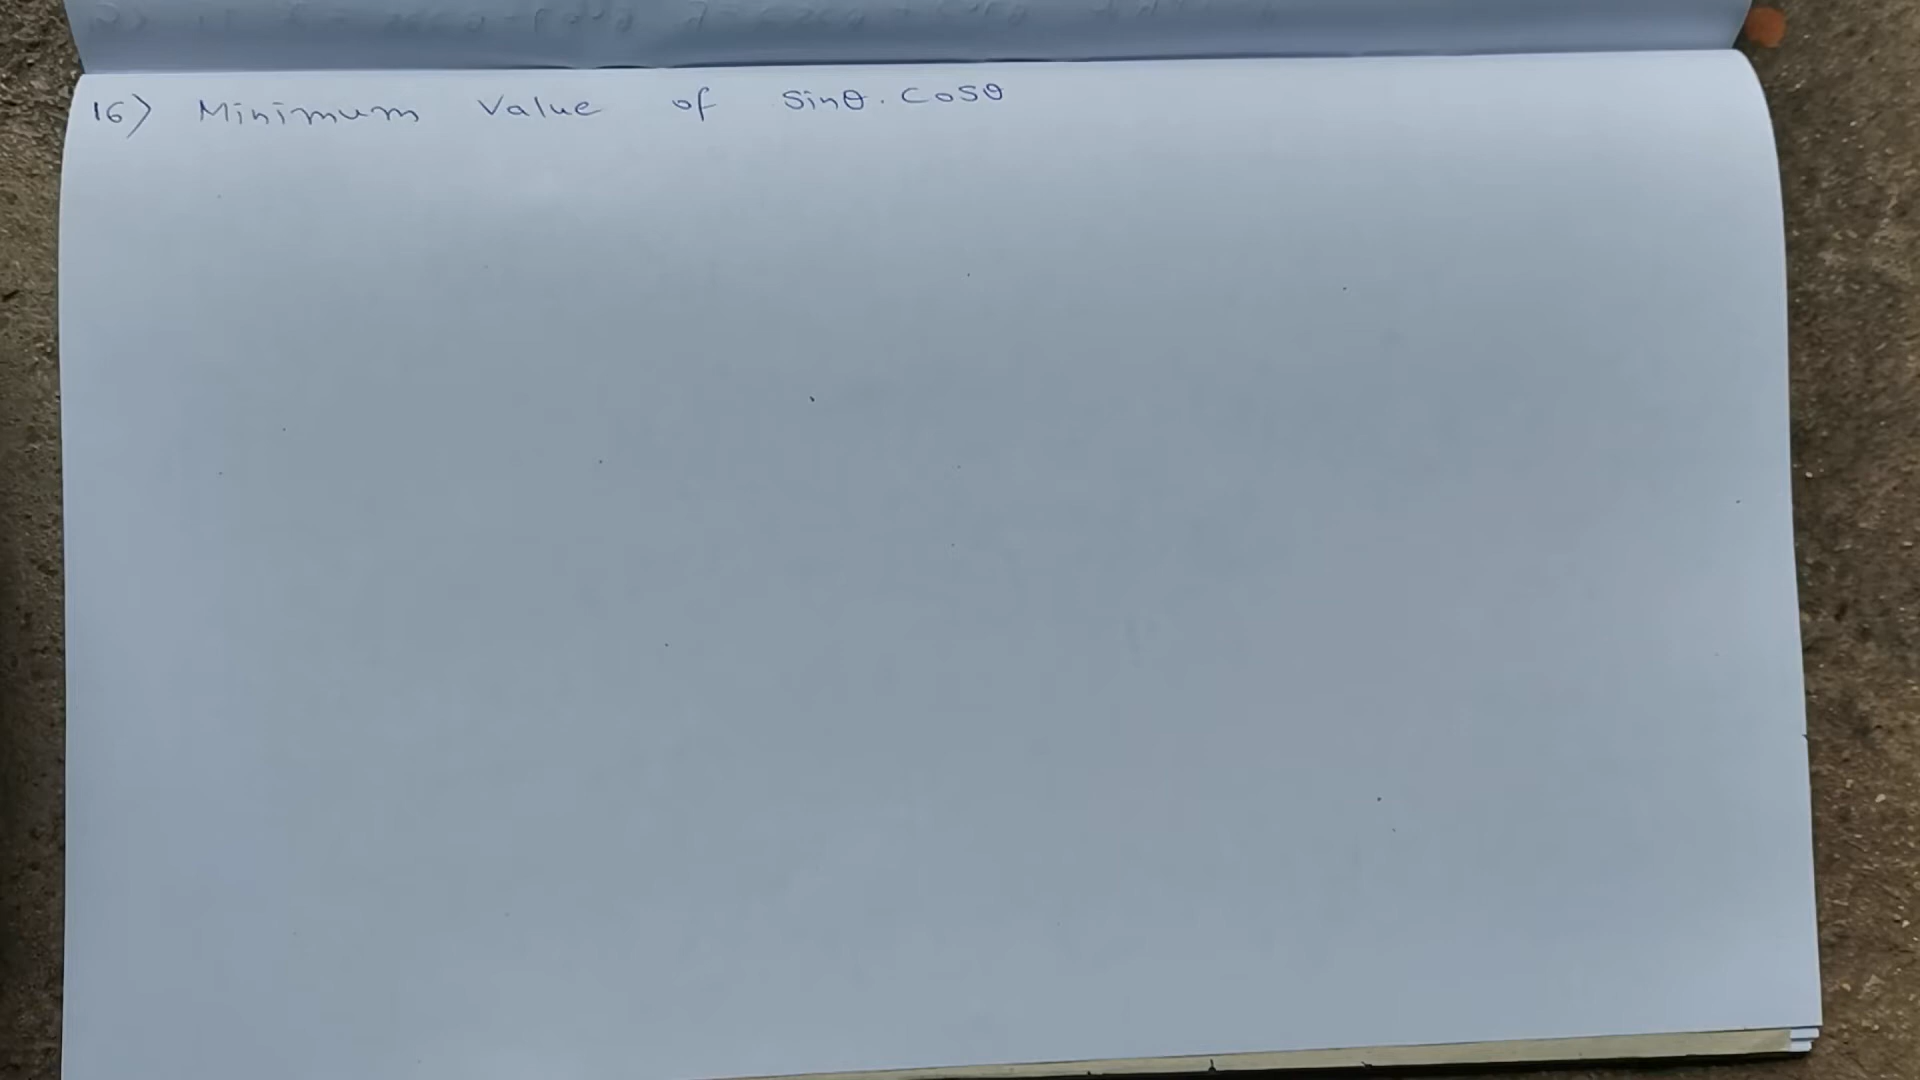 16) Minimum Value of Sinθ. Cosθ